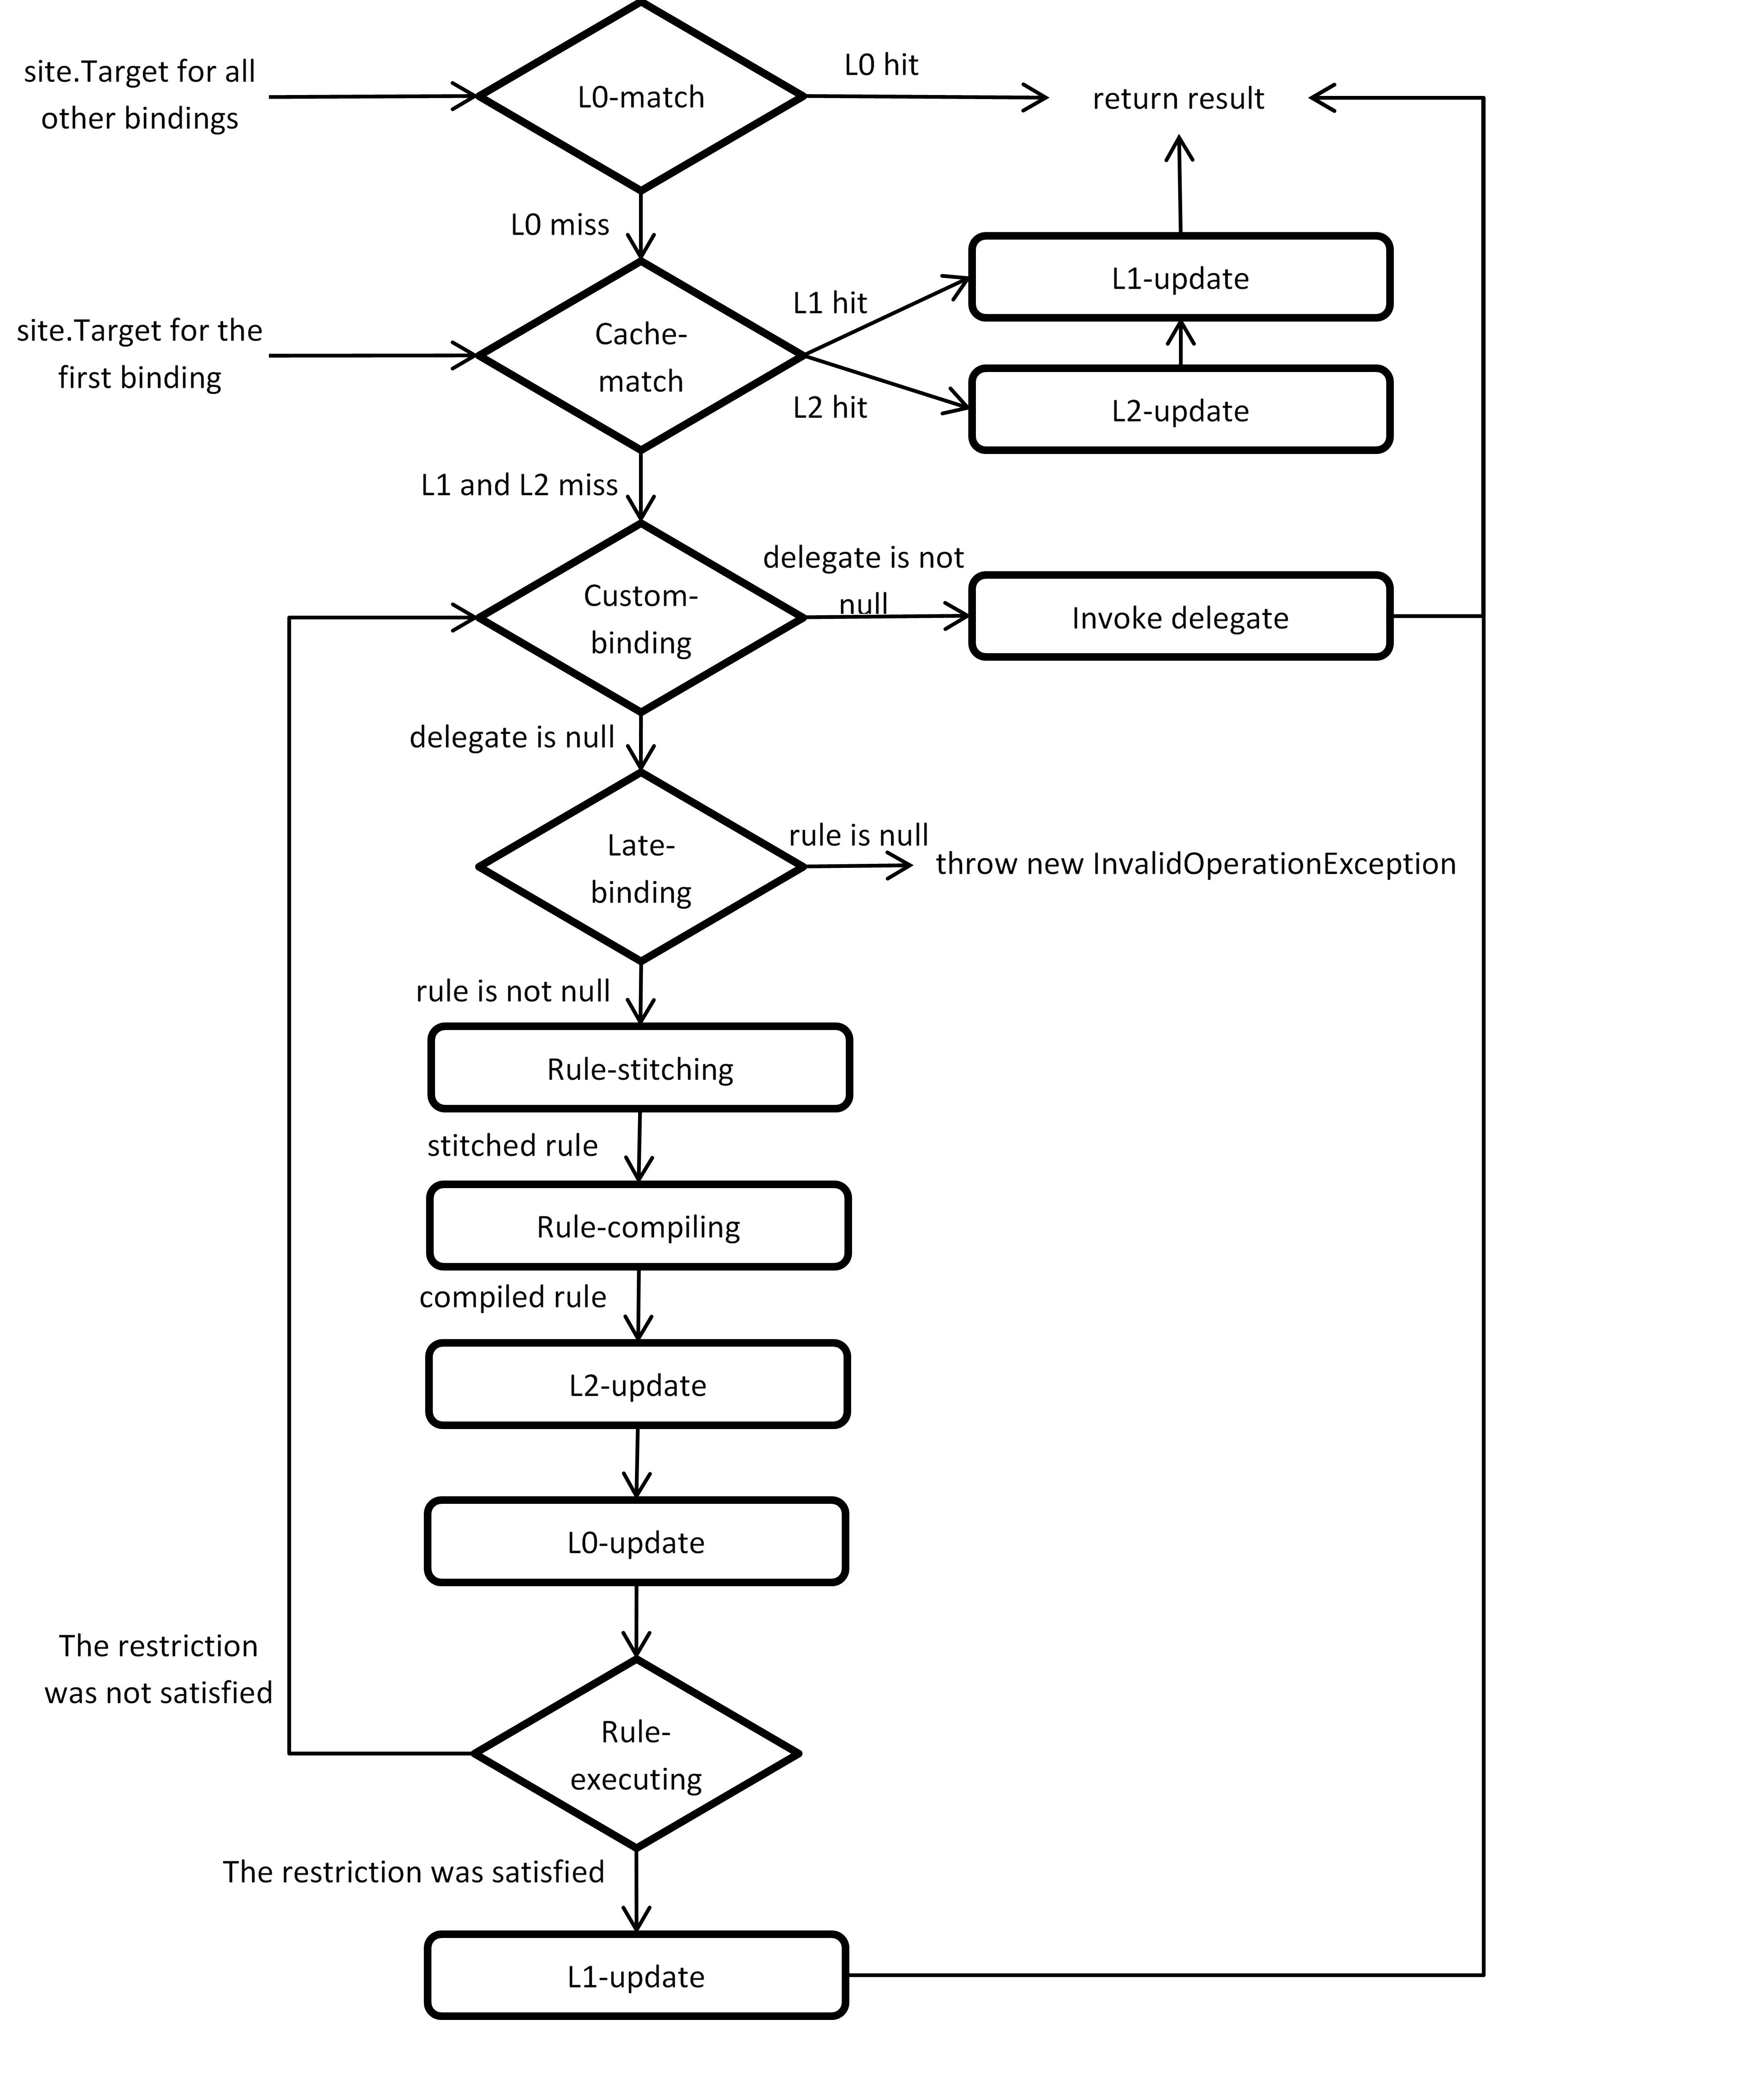 site.Target for all
other bindings
L0-match
L0 hit
return result
L0 miss
L1-update
L1 hit
site.Target for the
first binding
Cache-
match
L2 hit
L2-update
L1 and L2 miss
delegate is not
null
Custom-
binding
Invoke delegate
delegate is null
Late-
binding
rule is null
throw new InvalidOperationException
rule is not null
Rule-stitching
stitched rule
Rule-compiling
compiled rule
L2-update
L0-update
The restriction
was not satisfied
Rule-
executing
The restriction was satisfied
L1-update